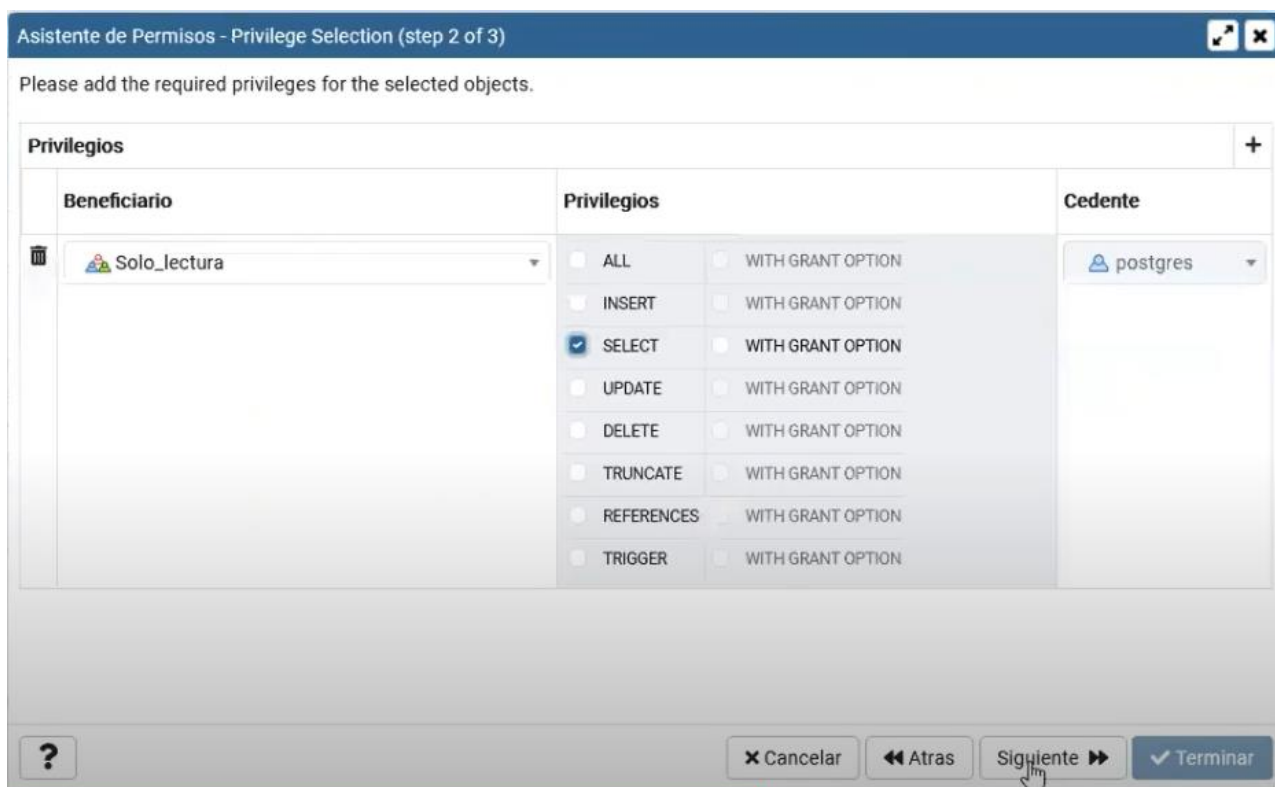 Asistente de Permisos - Privilege Selection (step 2 of 3)
Please add the required privileges for the selected objects.
Privilegios
Beneficiario Privilegios Cedente
Solo_lectura ALL WITH GRANT OPTION postgres
INSERT WITH GRANT OPTION
SELECT WITH GRANT OPTION
UPDATE WITH GRANT OPTION
DELETE WITH GRANT OPTION
TRUNCATE WITH GRANT OPTION
REFERENCES WITH GRANT OPTION
TRIGGER WITH GRANT OPTION
? Cancelar Atras Siguiente Terminar